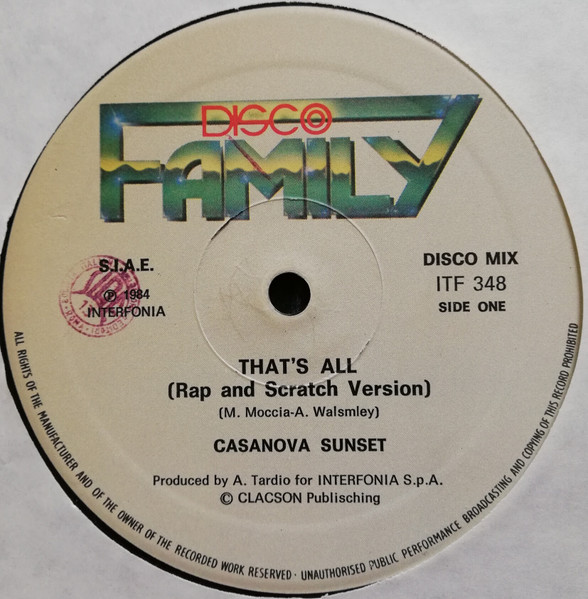 DISCO
FAMILY
S.I.A.E.
℗ 1984
INTERFONIA
DISCO MIX
ITF 348
SIDE ONE
THAT'S ALL
(Rap and Scratch Version)
(M. Moccia-A. Walsmley)
CASANOVA SUNSET
Produced by A. Tardio for INTERFONIA S.p.A.
© CLACSON Publisching
ALL RIGHTS OF THE MANUFACTURER AND OF THE OWNER OF THE RECORDED WORK RESERVED · UNAUTHORISED PUBLIC PERFORMANCE BROADCASTING AND COPYING OF THIS RECORD PROHIBITED